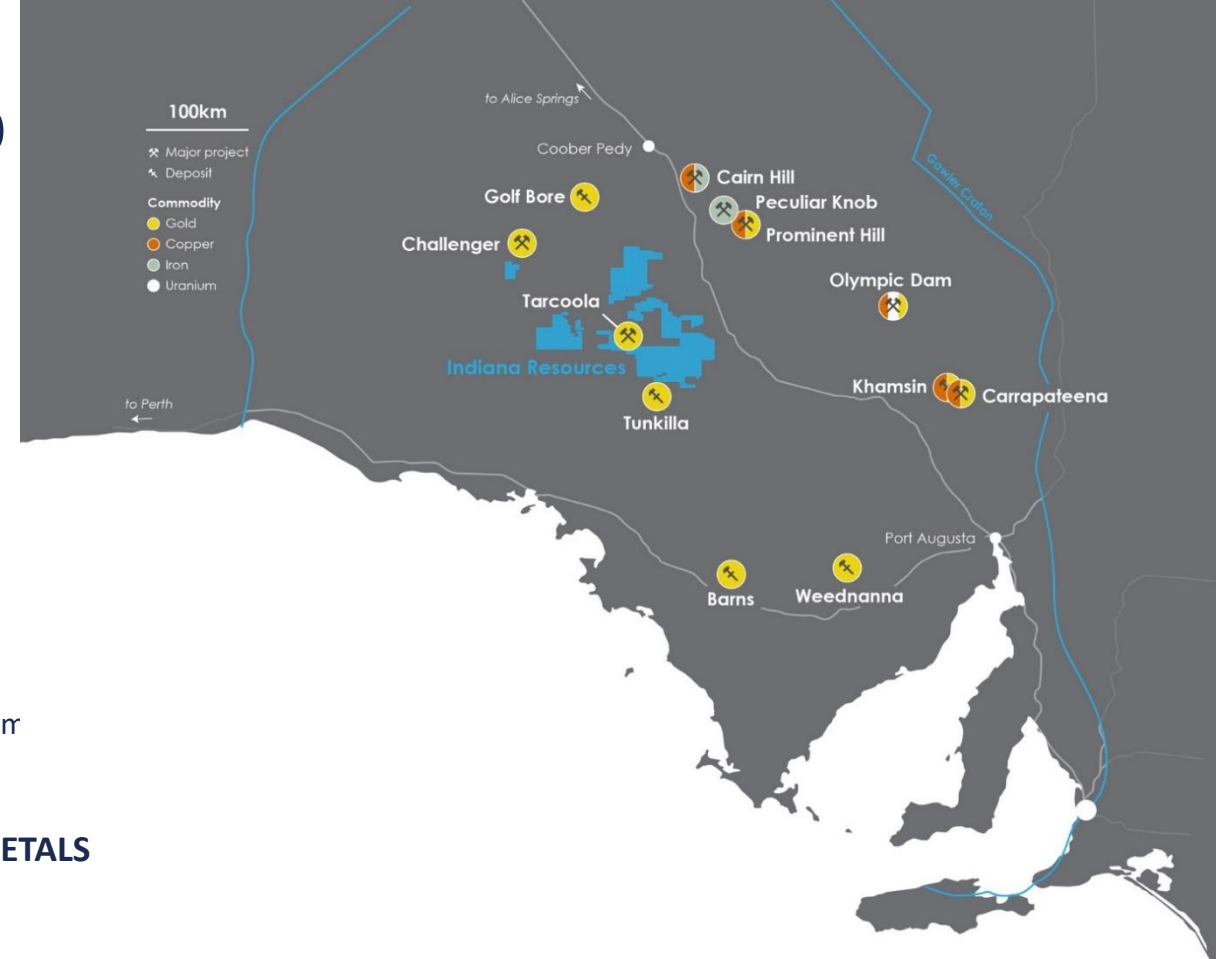 )
100km
Major project
Deposit
Commodity
Gold
Copper
Iron
Uranium
to Alice Springs
Coober Pedy
Golf Bore
Challenger
Cairn Hill
Peculiar Knob
Prominent Hill
Gawler Craton
Olympic Dam
Tarcoola
Indiana Resources
Khamsin
Carrapateena
to Perth
Tunkilla
Port Augusta
Barns
Weednanna
m
ETALS